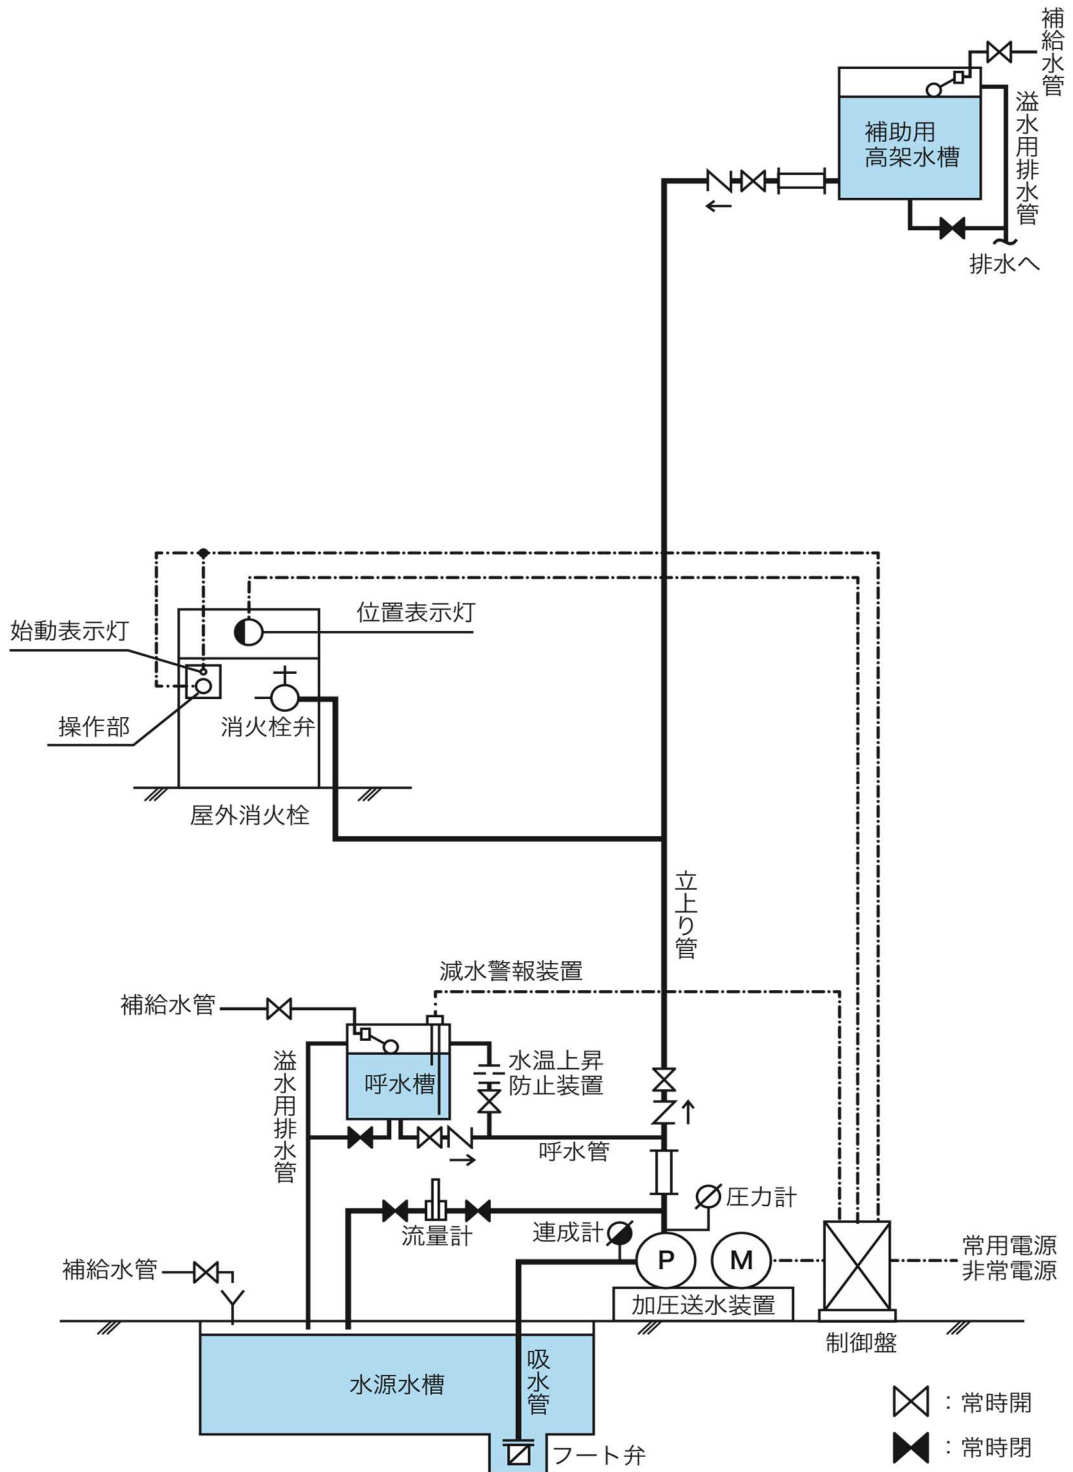 補給水管
溢水用排水管
補助用
高架水槽
排水へ
位置表示灯
始動表示灯
操作部
消火栓弁
屋外消火栓
立上り管
減水警報装置
補給水管
溢水用排水管
呼水槽
水温上昇
防止装置
呼水管
流量計
連成計
圧力計
P
M
加圧送水装置
常用電源
非常電源
制御盤
補給水管
水源水槽
吸水管
フート弁
：常時開
：常時閉